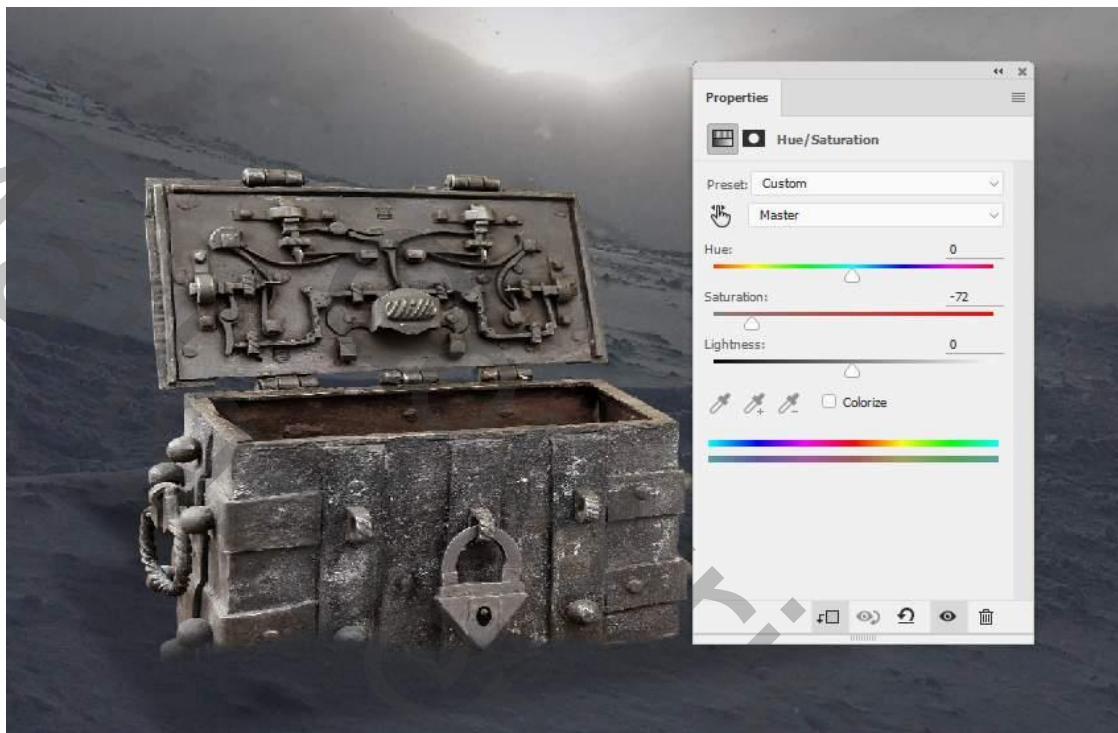 Properties
Hue/Saturation
Preset: Custom
Master
Hue: 0
Saturation: -72
Lightness: 0
Colorize